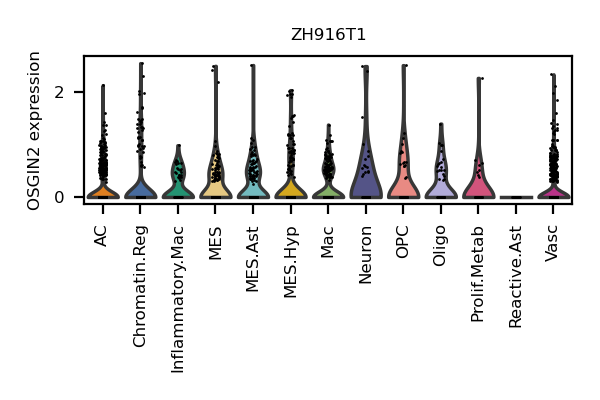 ZH916T1
OSGIN2 expression
2
0
AC
Chromatin.Reg
Inflammatory.Mac
MES
MES.Ast
MES.Hyp
Mac
Neuron
OPC
Oligo
Prolif.Metab
Reactive.Ast
Vasc